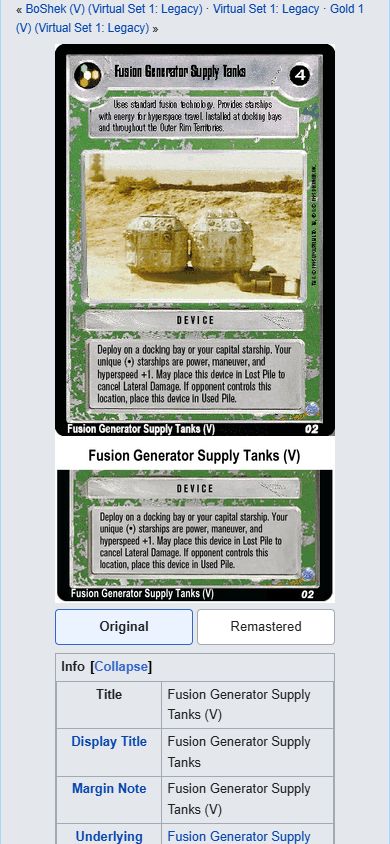 « BoShek (V) (Virtual Set 1: Legacy) · Virtual Set 1: Legacy · Gold 1
(V) (Virtual Set 1: Legacy) »
Fusion Generator Supply Tanks
4
Uses standard fusion technology. Provides starships
with energy for hyperspace travel. Installed at docking bays
and throughout the Outer Rim Territories.
DEVICE
Deploy on a docking bay or your capital starship. Your
unique (•) starships are power, maneuver, and
hyperspeed +1. May place this device in Lost Pile to
cancel Lateral Damage. If opponent controls this
location, place this device in Used Pile.
Fusion Generator Supply Tanks (V) 02
Fusion Generator Supply Tanks (V)
DEVICE
Deploy on a docking bay or your capital starship. Your
unique (•) starships are power, maneuver, and
hyperspeed +1. May place this device in Lost Pile to
cancel Lateral Damage. If opponent controls this
location, place this device in Used Pile.
Fusion Generator Supply Tanks (V) 02
Original Remastered
Info [Collapse]
Title Fusion Generator Supply
Tanks (V)
Display Title Fusion Generator Supply
Tanks
Margin Note Fusion Generator Supply
Tanks (V)
Underlying Fusion Generator Supply